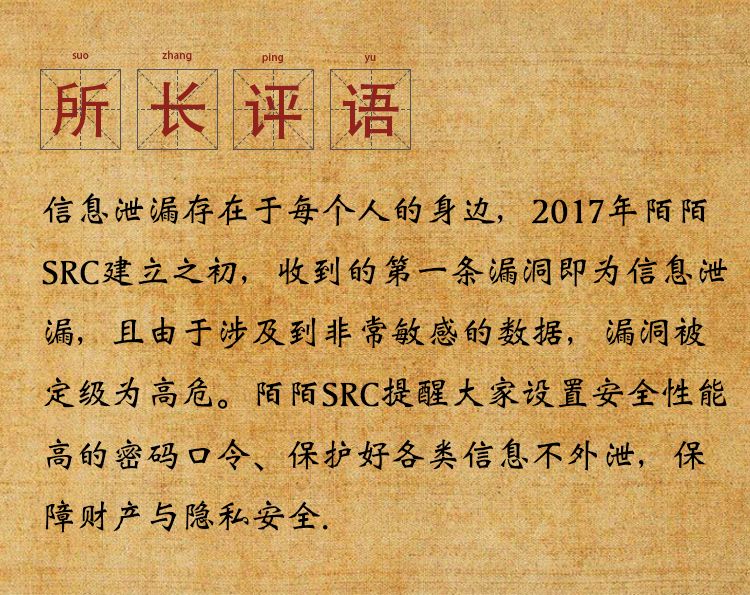 suo zhang ping yu
所长评语
信息泄漏存在于每个人的身边，2017年陌陌
SRC建立之初，收到的第一条漏洞即为信息泄
漏，且由于涉及到非常敏感的数据，漏洞被
定级为高危。陌陌SRC提醒大家设置安全性能
高的密码口令、保护好各类信息不外泄，保
障财产与隐私安全.